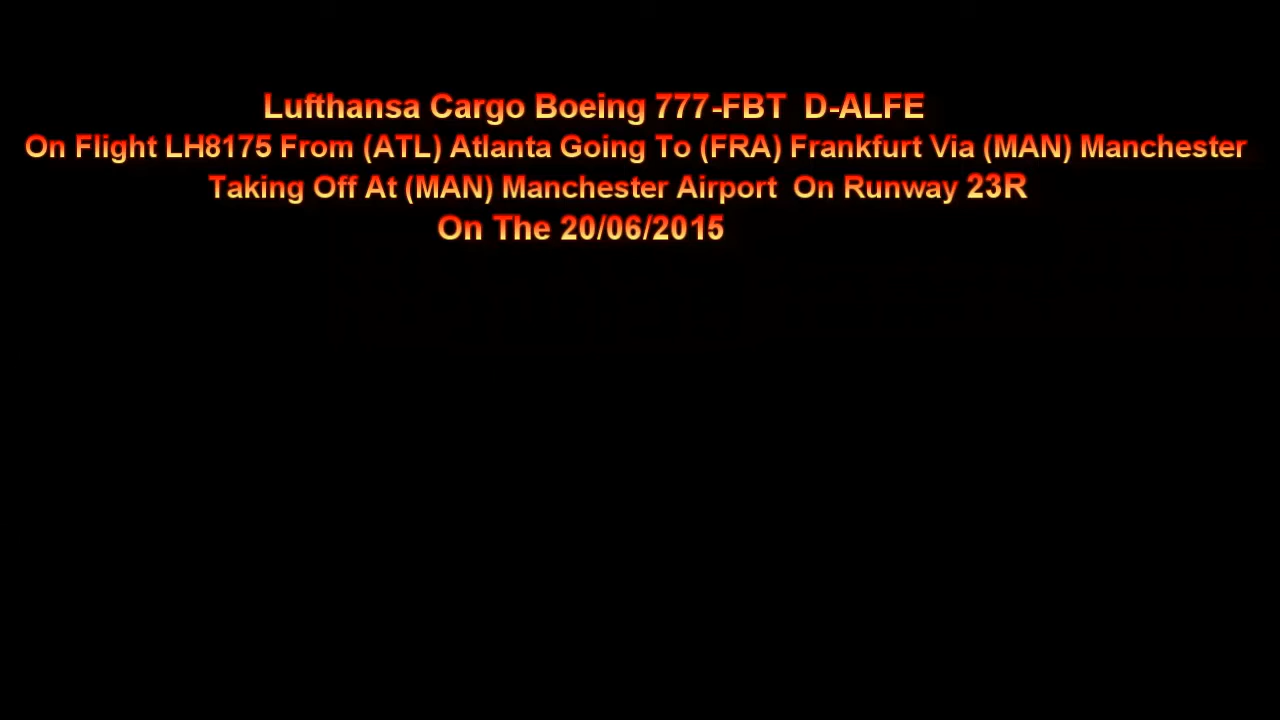 Lufthansa Cargo Boeing 777-FBT D-ALFE
On Flight LH8175 From (ATL) Atlanta Going To (FRA) Frankfurt Via (MAN) Manchester
Taking Off At (MAN) Manchester Airport On Runway 23R
On The 20/06/2015